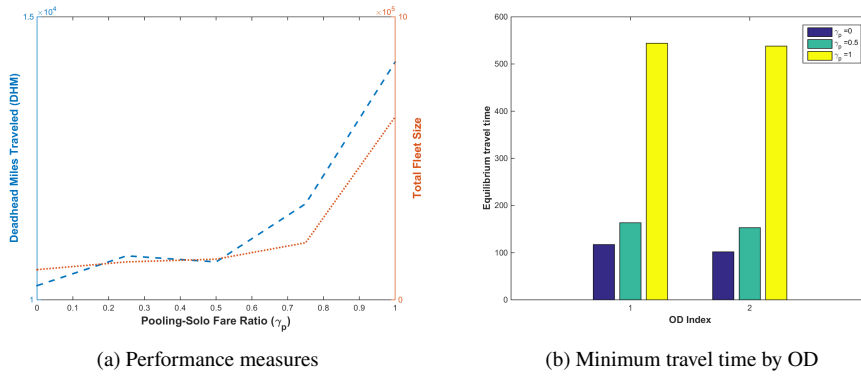 ×10⁴
×10⁵
1.5
10
Deadhead Miles Traveled (DHM)
Total Fleet Size
1
0
0 0.1 0.2 0.3 0.4 0.5 0.6 0.7 0.8 0.9 1
Pooling-Solo Fare Ratio (γp)
(a) Performance measures
600
500
400
300
200
100
0
Equilibrium travel time
γp =0
γp =0.5
γp =1
1 2
OD Index
(b) Minimum travel time by OD